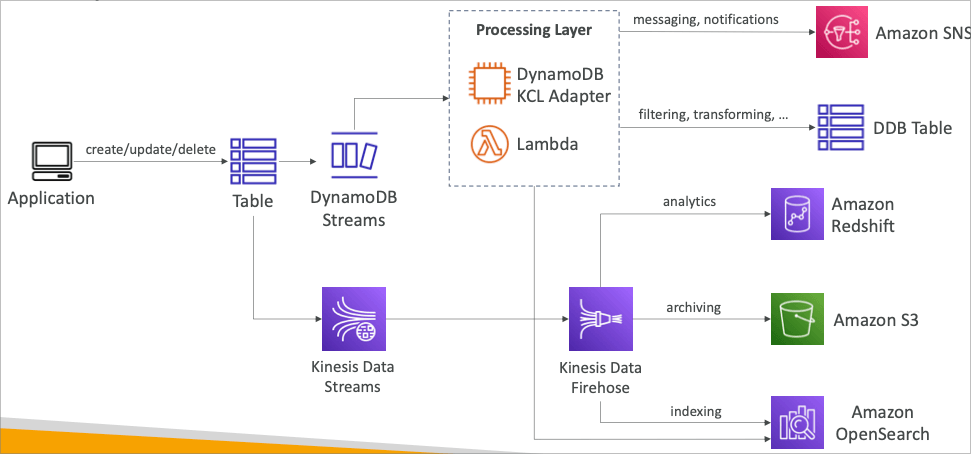 Processing Layer
DynamoDB
KCL Adapter
Lambda
messaging, notifications
Amazon SNS
filtering, transforming, ...
DDB Table
create/update/delete
Application
Table
DynamoDB
Streams
analytics
Amazon
Redshift
archiving
Amazon S3
Kinesis Data
Streams
Kinesis Data
Firehose
indexing
Amazon
OpenSearch